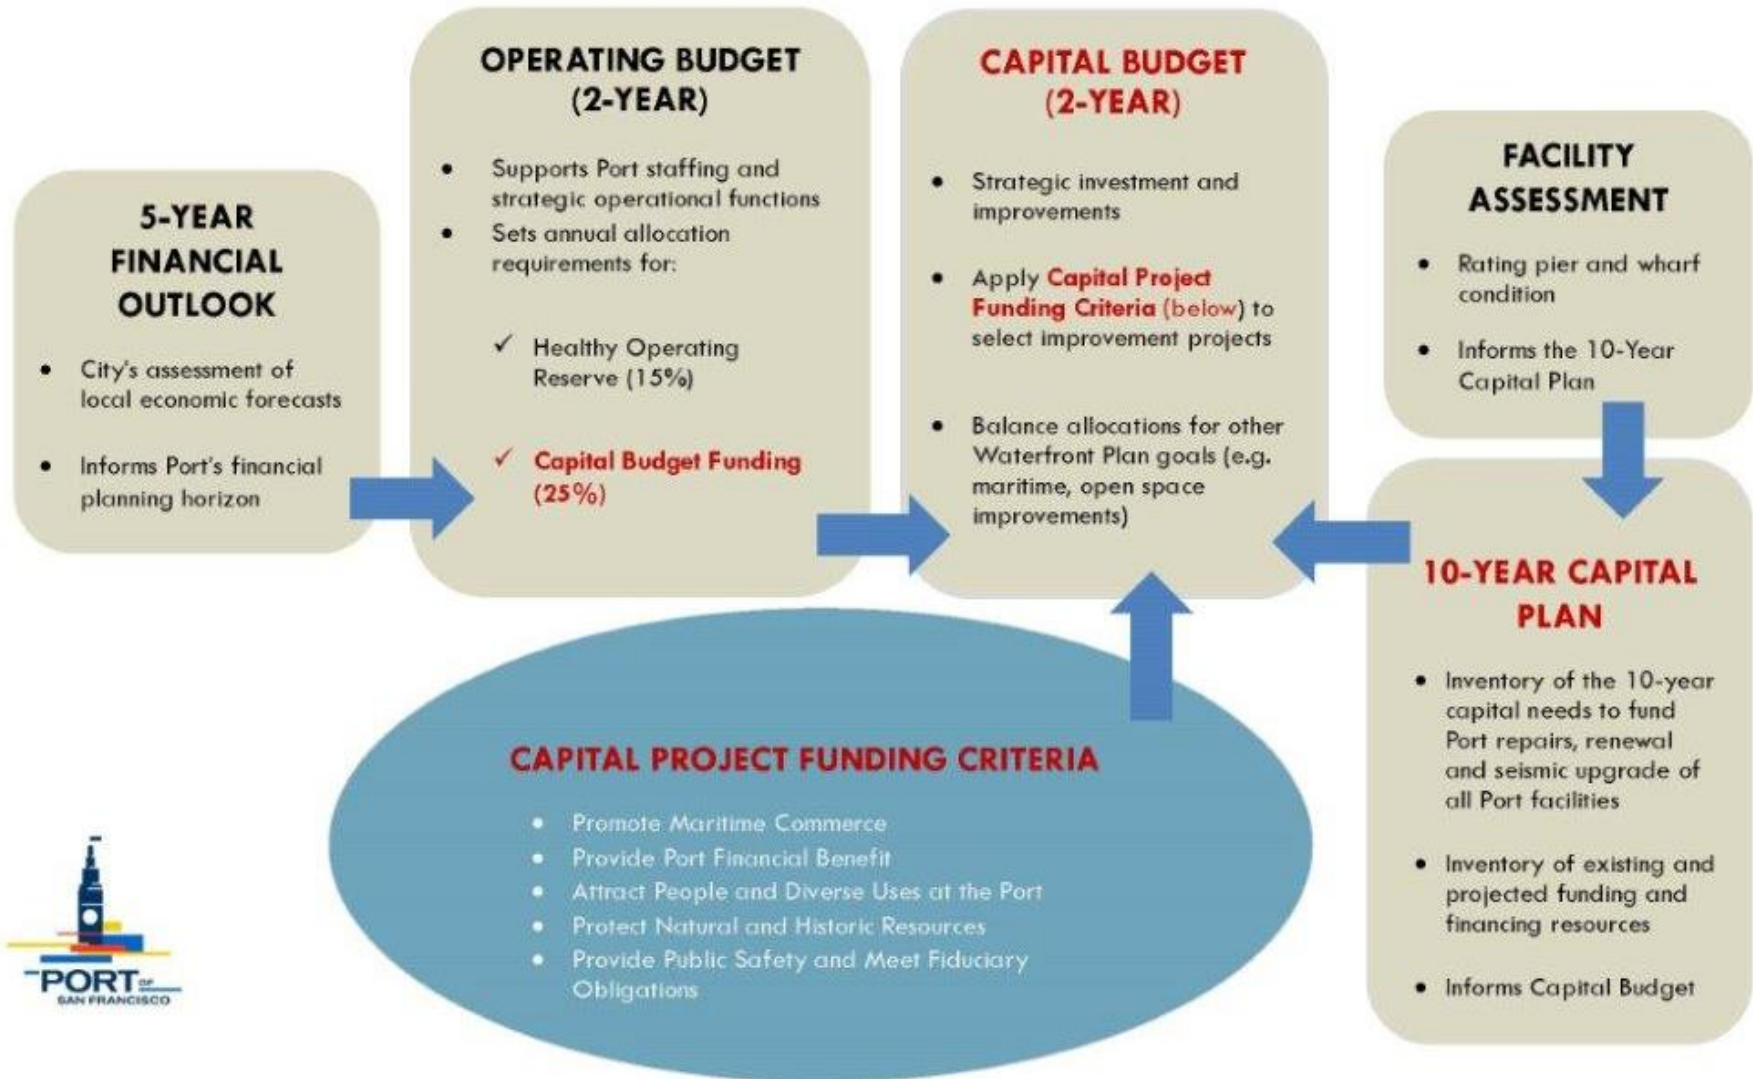 5-YEAR
FINANCIAL
OUTLOOK
• City's assessment of
local economic forecasts
• Informs Port's financial
planning horizon
OPERATING BUDGET
(2-YEAR)
• Supports Port staffing and
strategic operational functions
• Sets annual allocation
requirements for:
✓ Healthy Operating
Reserve (15%)
✓ Capital Budget Funding
(25%)
CAPITAL BUDGET
(2-YEAR)
• Strategic investment and
improvements
• Apply Capital Project
Funding Criteria (below) to
select improvement projects
• Balance allocations for other
Waterfront Plan goals (e.g.
maritime, open space
improvements)
FACILITY
ASSESSMENT
• Rating pier and wharf
condition
• Informs the 10-Year
Capital Plan
10-YEAR CAPITAL
PLAN
• Inventory of the 10-year
capital needs to fund
Port repairs, renewal
and seismic upgrade of
all Port facilities
• Inventory of existing and
projected funding and
financing resources
• Informs Capital Budget
CAPITAL PROJECT FUNDING CRITERIA
• Promote Maritime Commerce
• Provide Port Financial Benefit
• Attract People and Diverse Uses at the Port
• Protect Natural and Historic Resources
• Provide Public Safety and Meet Fiduciary
Obligations
PORT OF
SAN FRANCISCO